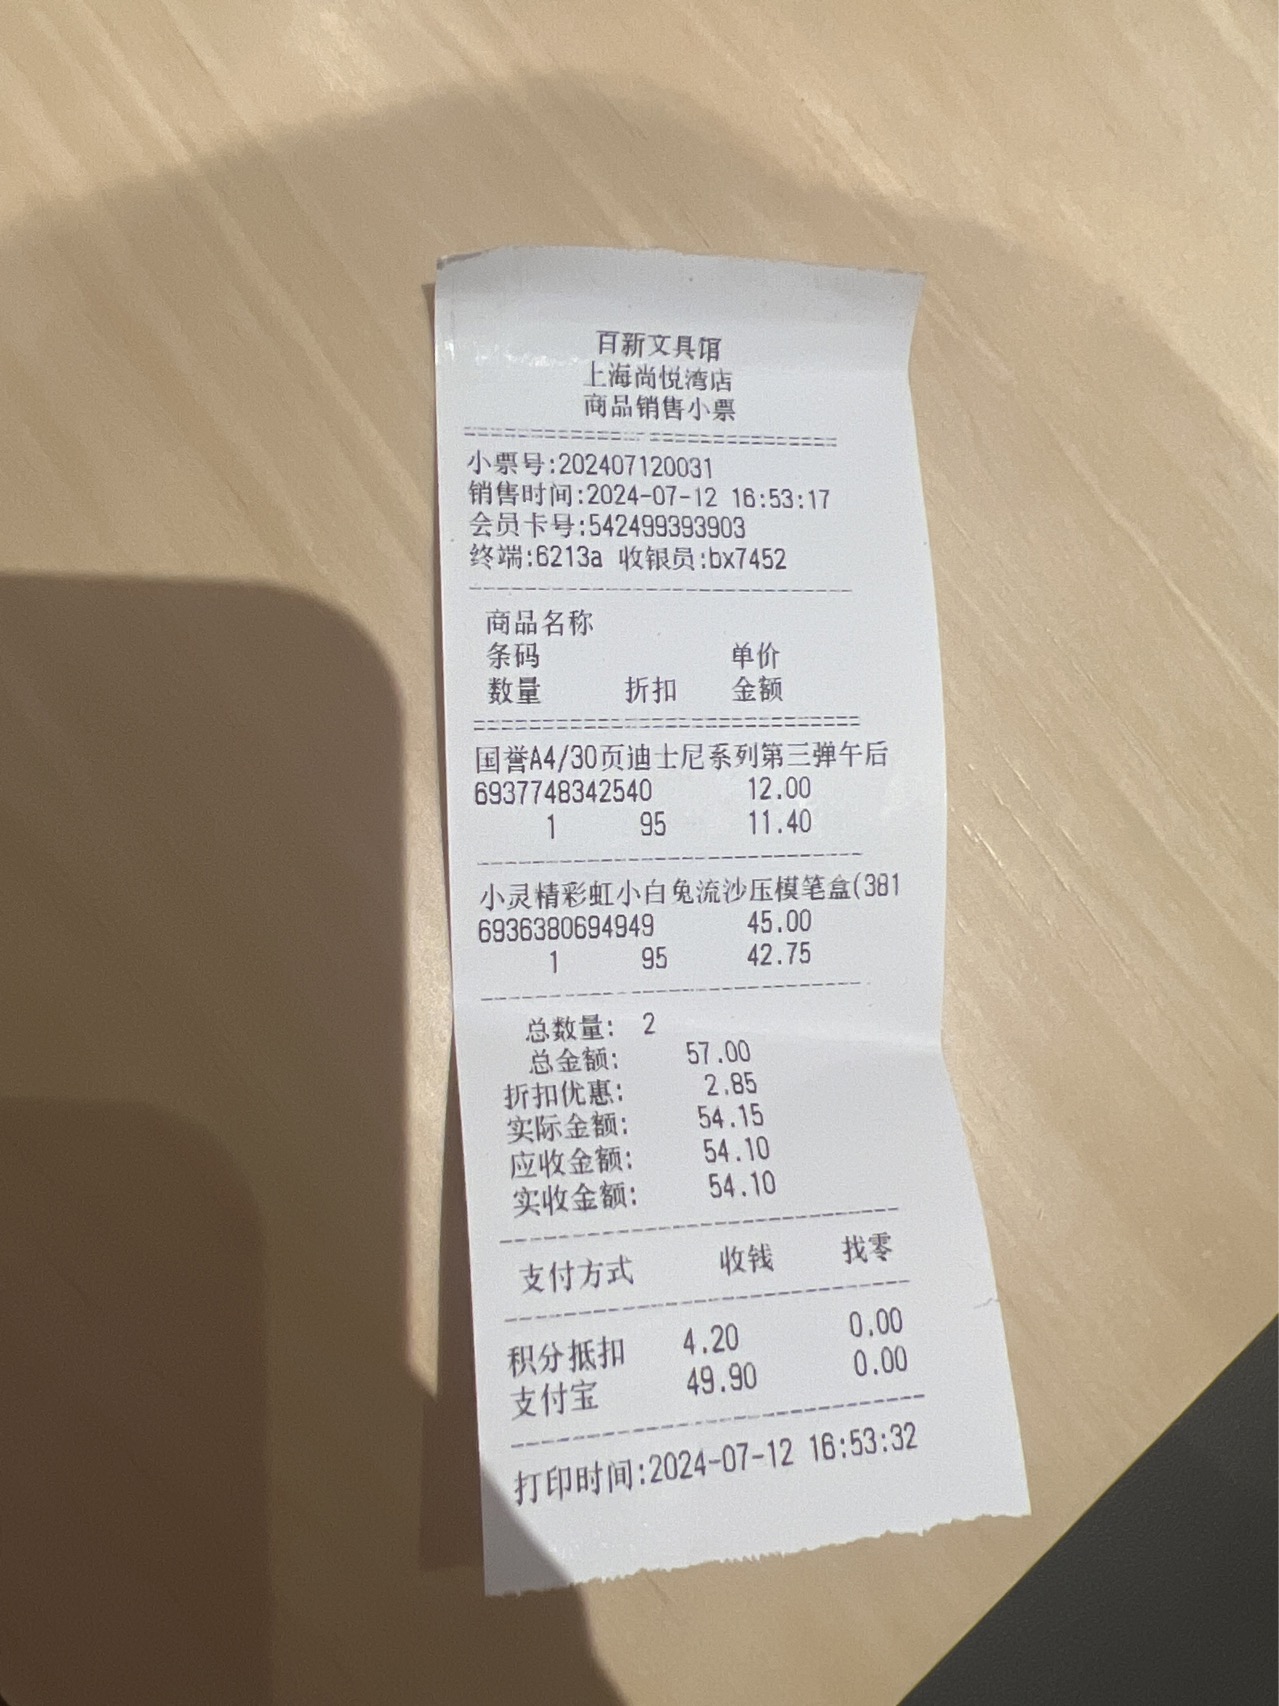 百新文具馆
上海尚悦湾店
商品销售小票
================================
小票号:202407120031
销售时间:2024-07-12 16:53:17
会员卡号:542499393903
终端:6213a 收银员:bx7452
--------------------------------
商品名称
条码 单价
数量 折扣 金额
================================
国誉A4/30页迪士尼系列第三弹午后
6937748342540 12.00
1 95 11.40
--------------------------------
小灵精彩虹小白兔流沙压模笔盒(381
6936380694949 45.00
1 95 42.75
--------------------------------
总数量: 2
总金额: 57.00
折扣优惠: 2.85
实际金额: 54.15
应收金额: 54.10
实收金额: 54.10
--------------------------------
支付方式 收钱 找零
--------------------------------
积分抵扣 4.20 0.00
支付宝 49.90 0.00
--------------------------------
打印时间:2024-07-12 16:53:32